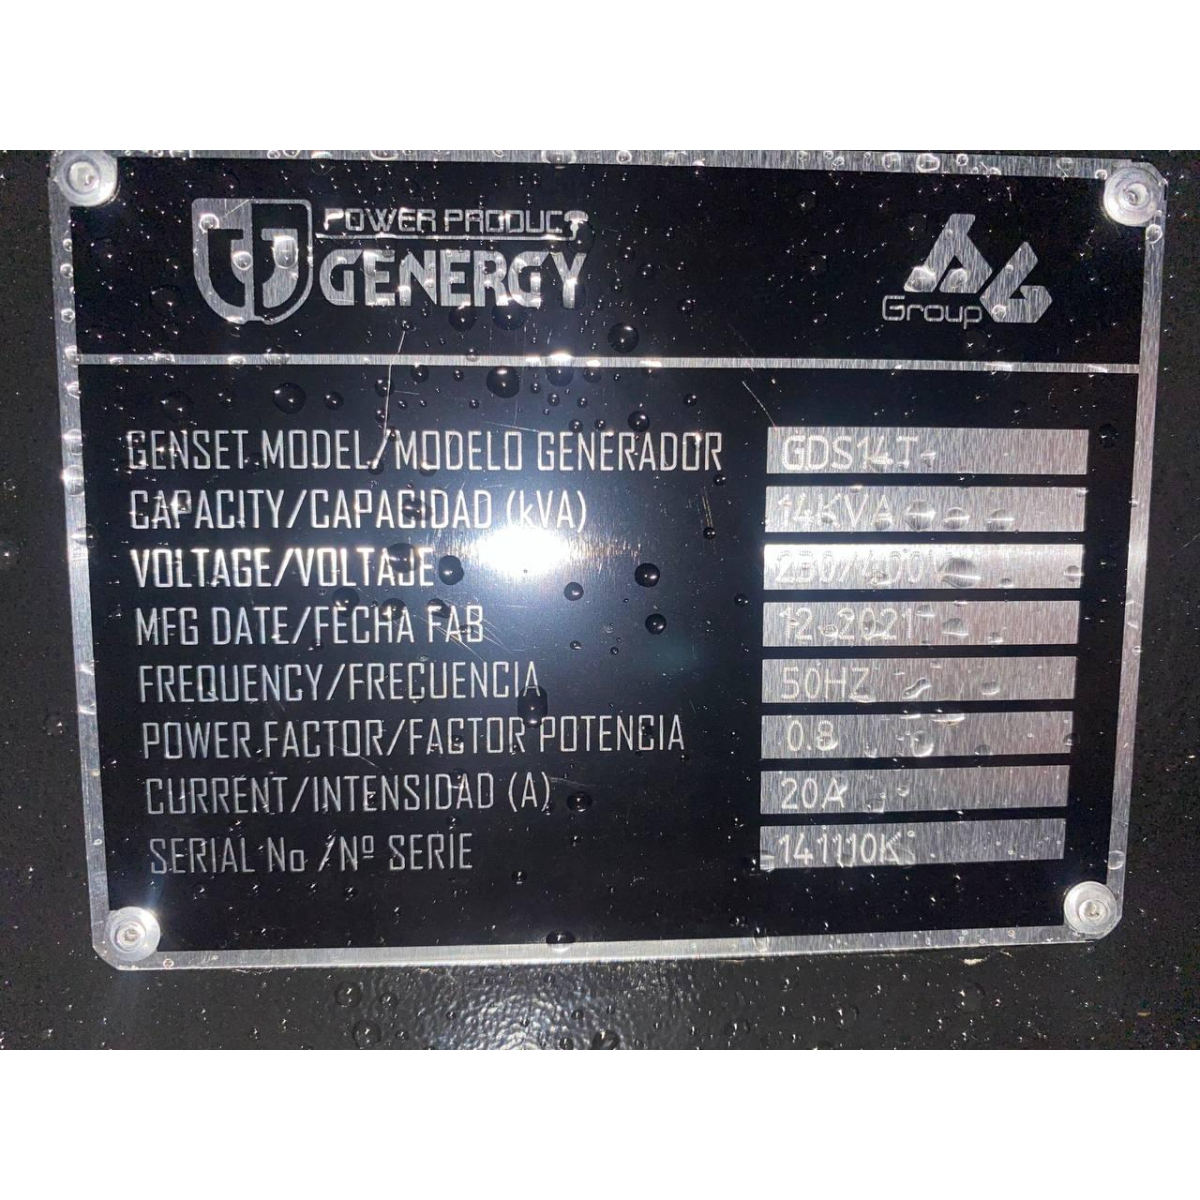 POWER PRODUCT
GENERGY
AG Group
GENSET MODEL/MODELO GENERADOR GDS14T
CAPACITY/CAPACIDAD (kVA) 14KVA
VOLTAGE/VOLTAJE 230/400V
MFG DATE/FECHA FAB 12-2021
FREQUENCY/FRECUENCIA 50HZ
POWER FACTOR/FACTOR POTENCIA 0.8
CURRENT/INTENSIDAD (A) 20A
SERIAL No /Nº SERIE